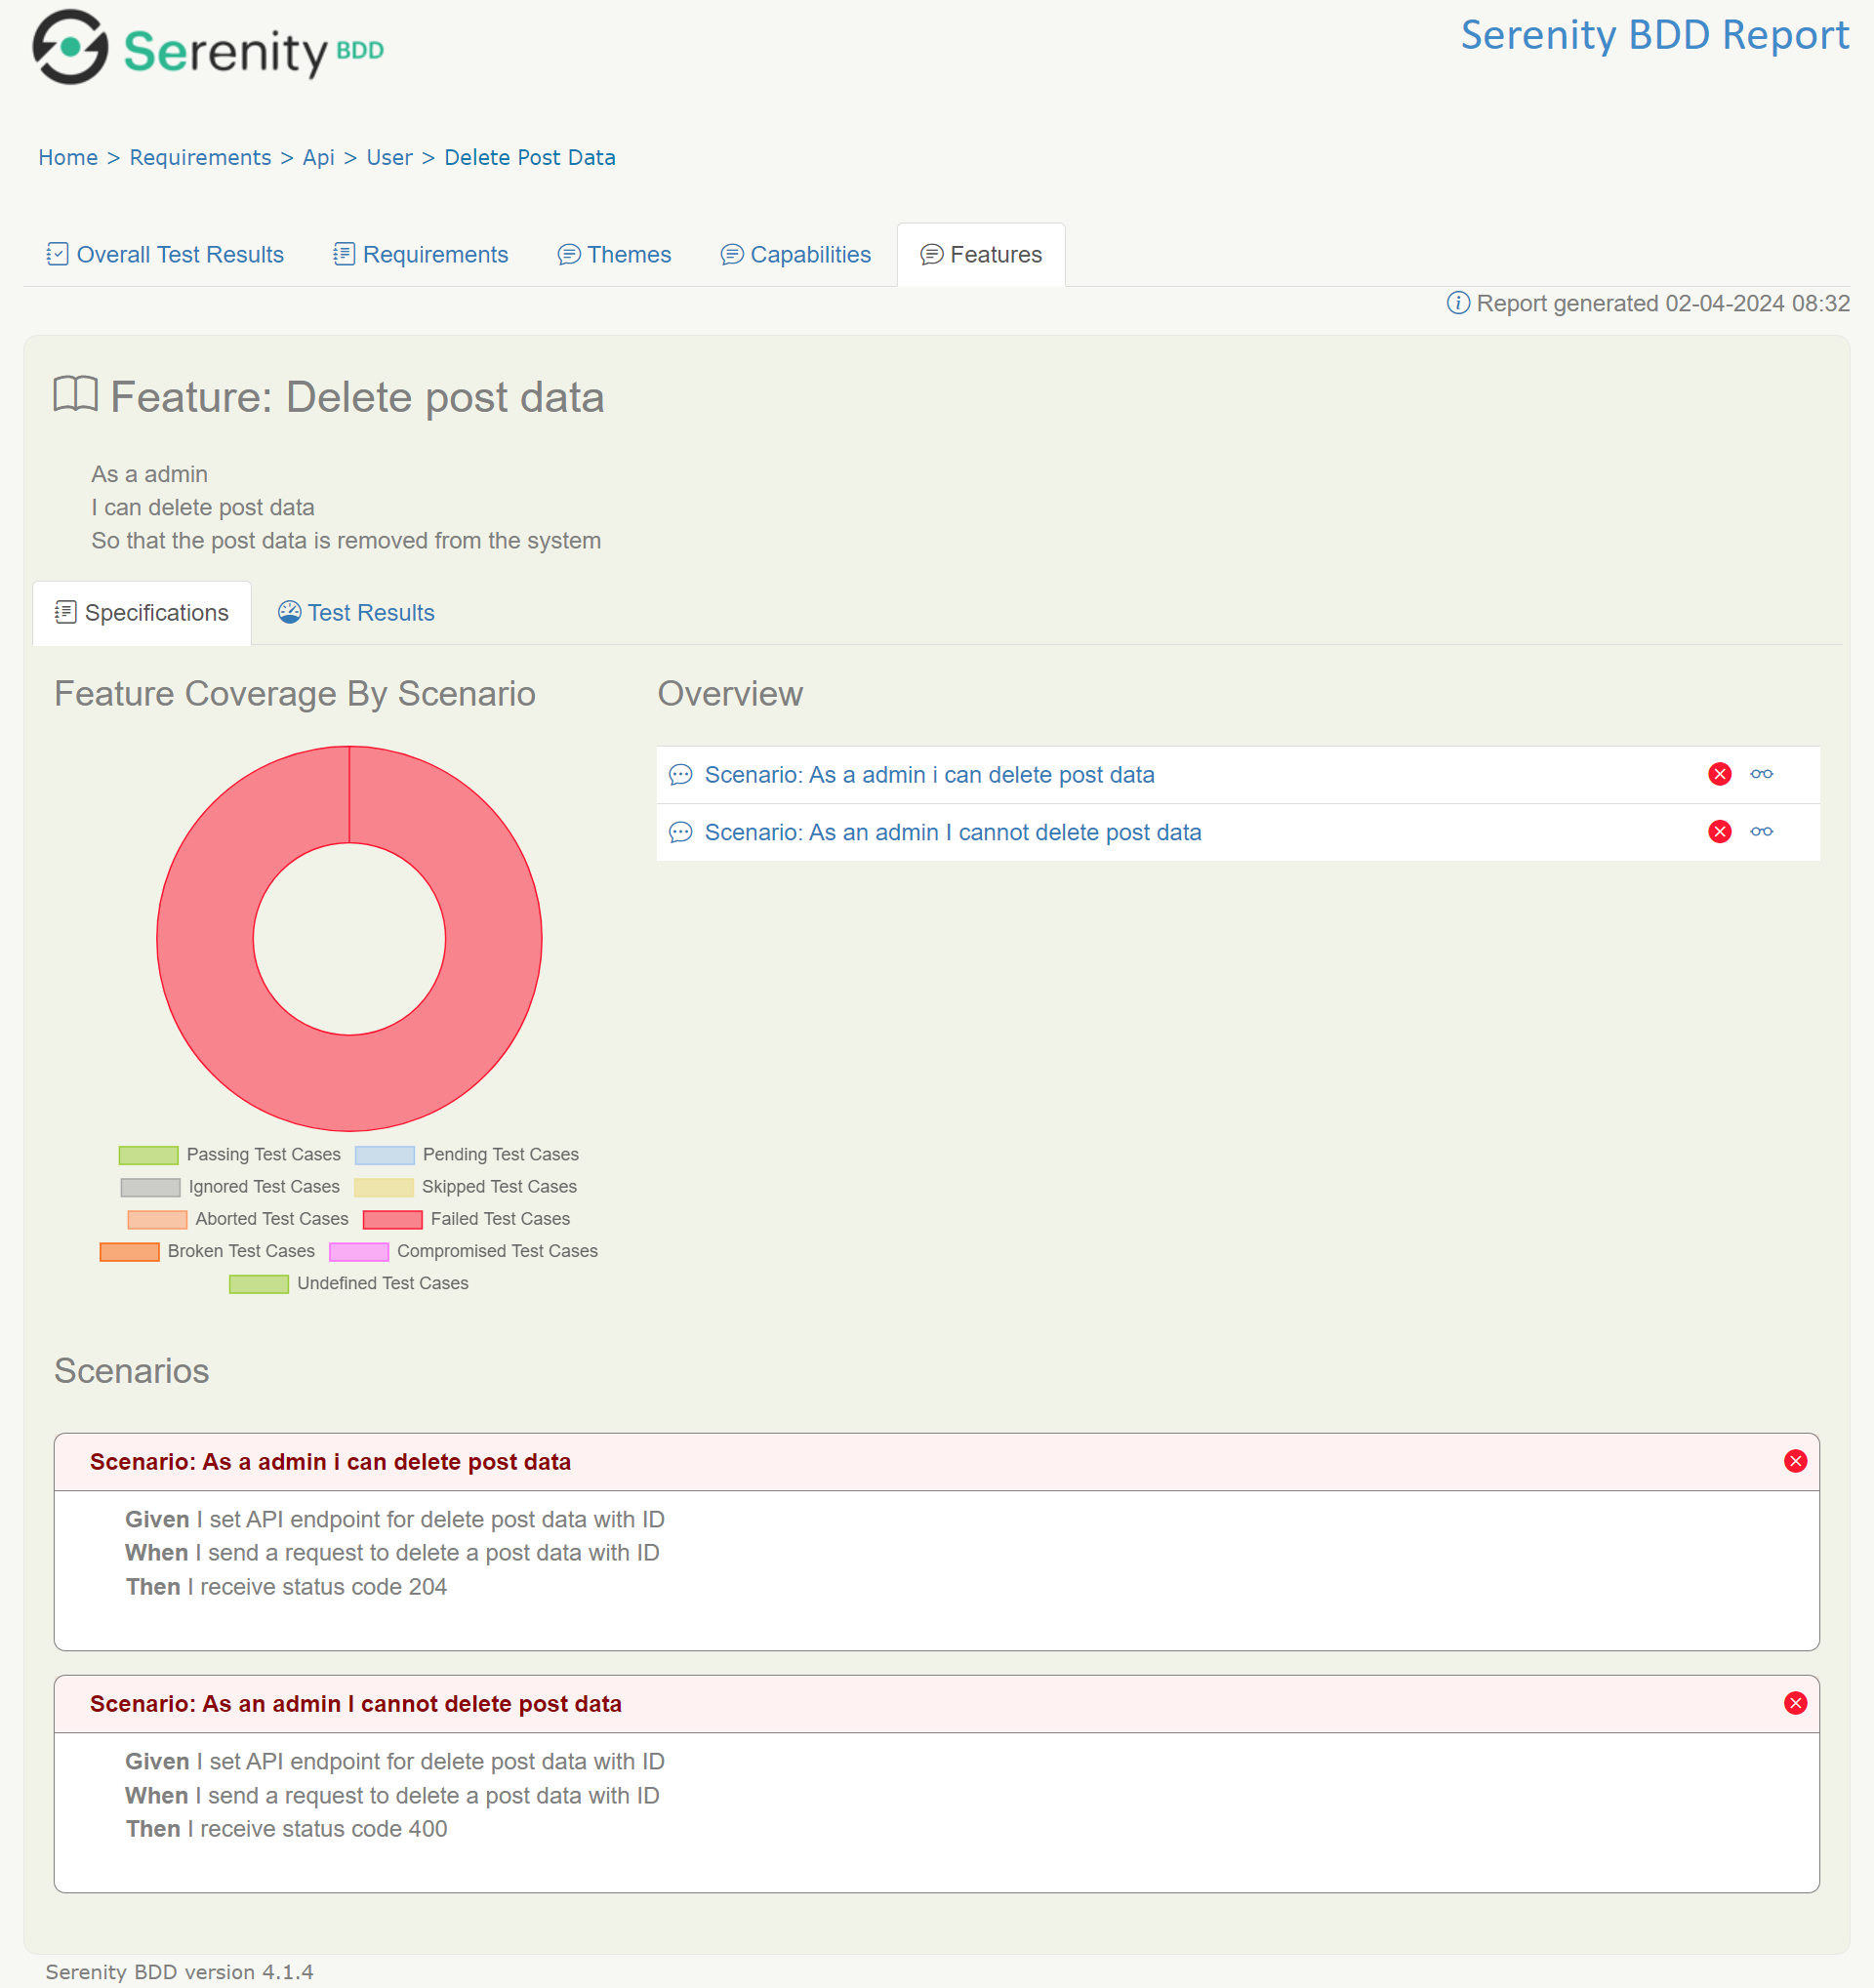 Serenity BDD
Serenity BDD Report
Home > Requirements > Api > User > Delete Post Data
Overall Test Results Requirements Themes Capabilities Features
Report generated 02-04-2024 08:32
Feature: Delete post data
As a admin
I can delete post data
So that the post data is removed from the system
Specifications Test Results
Feature Coverage By Scenario
Overview
Scenario: As a admin i can delete post data
Scenario: As an admin I cannot delete post data
Passing Test Cases Pending Test Cases
Ignored Test Cases Skipped Test Cases
Aborted Test Cases Failed Test Cases
Broken Test Cases Compromised Test Cases
Undefined Test Cases
Scenarios
Scenario: As a admin i can delete post data
Given I set API endpoint for delete post data with ID
When I send a request to delete a post data with ID
Then I receive status code 204
Scenario: As an admin I cannot delete post data
Given I set API endpoint for delete post data with ID
When I send a request to delete a post data with ID
Then I receive status code 400
Serenity BDD version 4.1.4